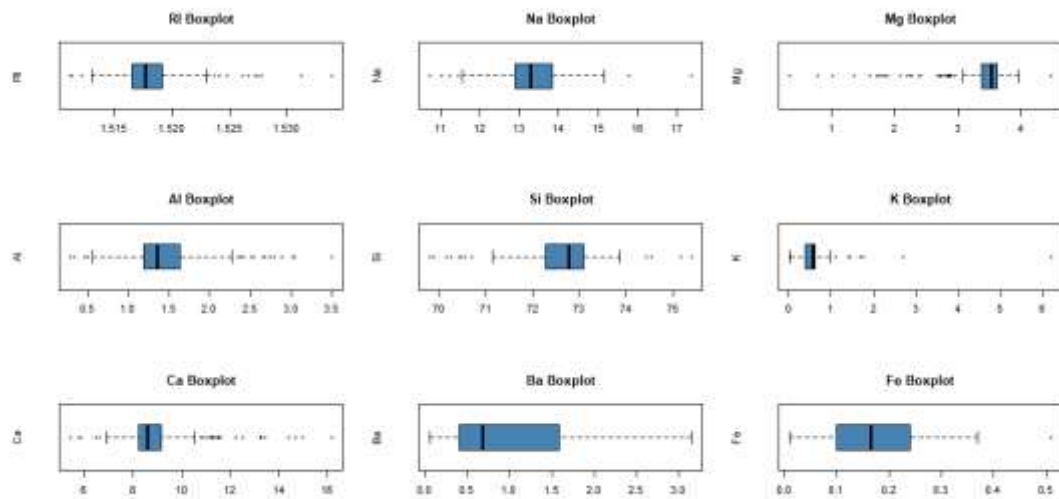 RI Boxplot Na Boxplot Mg Boxplot
RI Na Mg
1.515 1.520 1.525 1.530 11 12 13 14 15 16 17 1 2 3 4
Al Boxplot Si Boxplot K Boxplot
Al Si K
0.5 1.0 1.5 2.0 2.5 3.0 3.5 70 71 72 73 74 75 0 1 2 3 4 5 6
Ca Boxplot Ba Boxplot Fe Boxplot
Ca Ba Fe
6 8 10 12 14 16 0.0 0.5 1.0 1.5 2.0 2.5 3.0 0.0 0.1 0.2 0.3 0.4 0.5